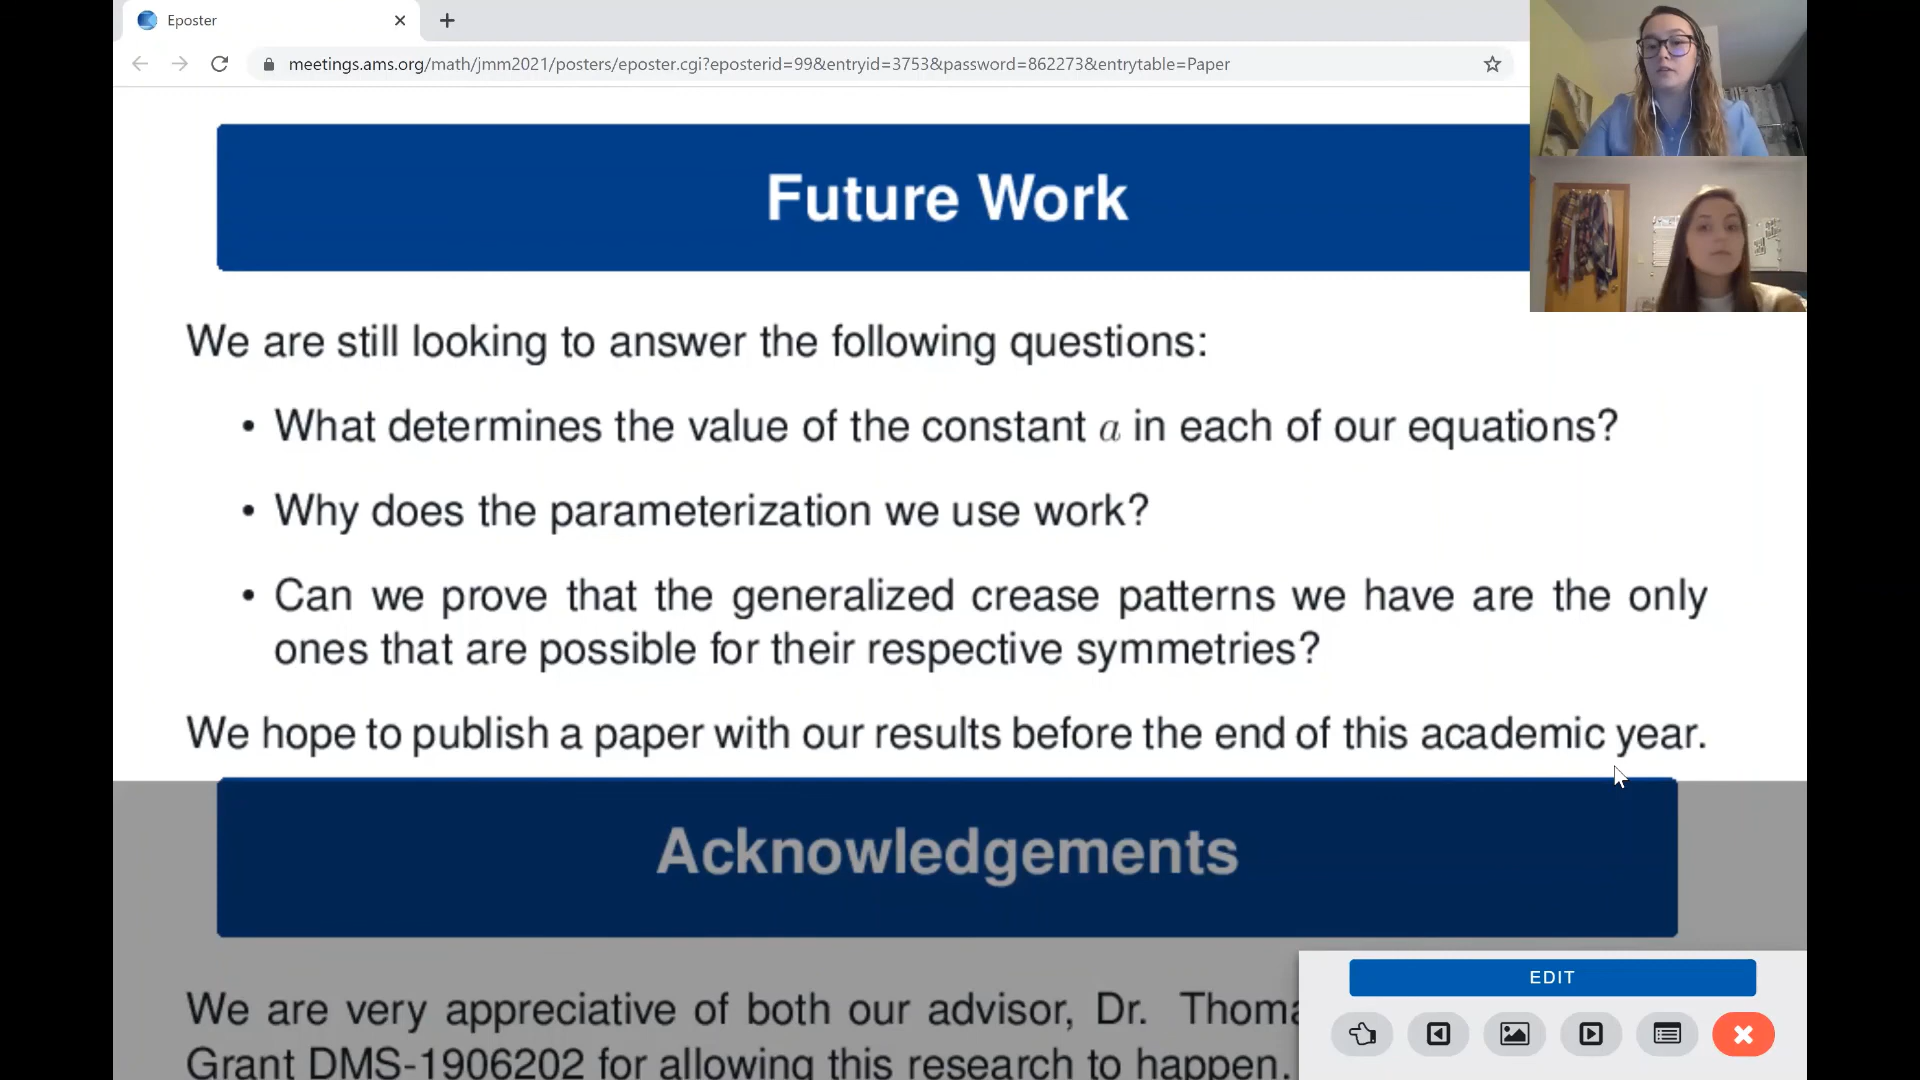 Eposter
meetings.ams.org/math/jmm2021/posters/eposter.cgi?eposterid=99&entryid=3753&password=862273&entrytable=Paper
Future Work
We are still looking to answer the following questions:
• What determines the value of the constant a in each of our equations?
• Why does the parameterization we use work?
• Can we prove that the generalized crease patterns we have are the only
ones that are possible for their respective symmetries?
We hope to publish a paper with our results before the end of this academic year.
Acknowledgements
We are very appreciative of both our advisor, Dr.
Grant DMS-1906202 for allowing this research to happen.
EDIT